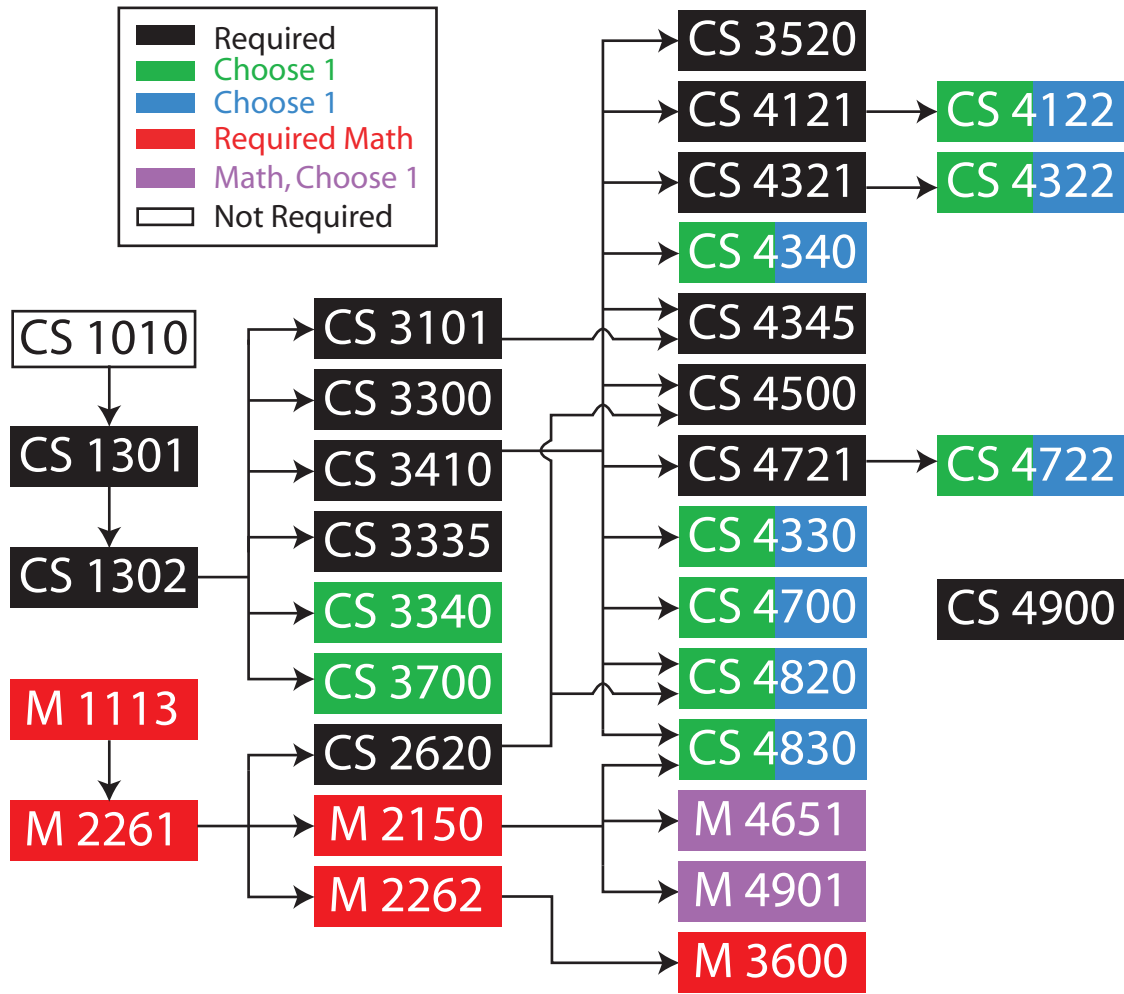 Required
Choose 1
Choose 1
Required Math
Math, Choose 1
Not Required
CS 1010
CS 1301
CS 1302
M 1113
M 2261
CS 3101
CS 3300
CS 3410
CS 3335
CS 3340
CS 3700
CS 2620
M 2150
M 2262
CS 3520
CS 4121
CS 4321
CS 4340
CS 4345
CS 4500
CS 4721
CS 4330
CS 4700
CS 4820
CS 4830
M 4651
M 4901
M 3600
CS 4122
CS 4322
CS 4722
CS 4900